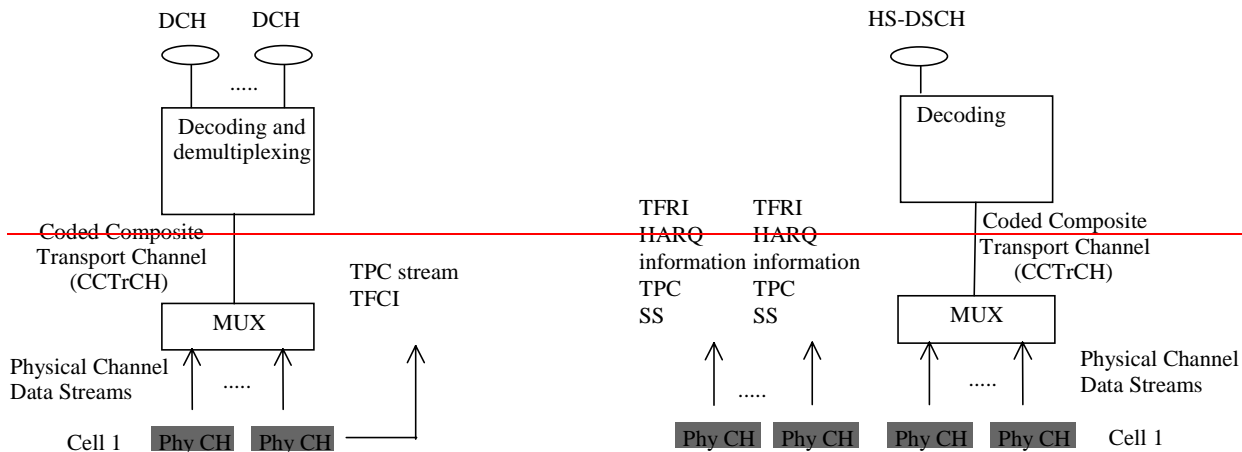 DCH DCH
HS-DSCH
.....
Decoding and
demultiplexing
Decoding
Coded Composite
Transport Channel
(CCTrCH)
TPC stream
TFCI
TFRI
HARQ
information
TPC
SS
TFRI
HARQ
information
TPC
SS
Coded Composite
Transport Channel
(CCTrCH)
MUX
MUX
Physical Channel
Data Streams
.....
.....
.....
Physical Channel
Data Streams
Cell 1
Phy CH
Phy CH
Phy CH
Phy CH
Phy CH
Phy CH
Cell 1